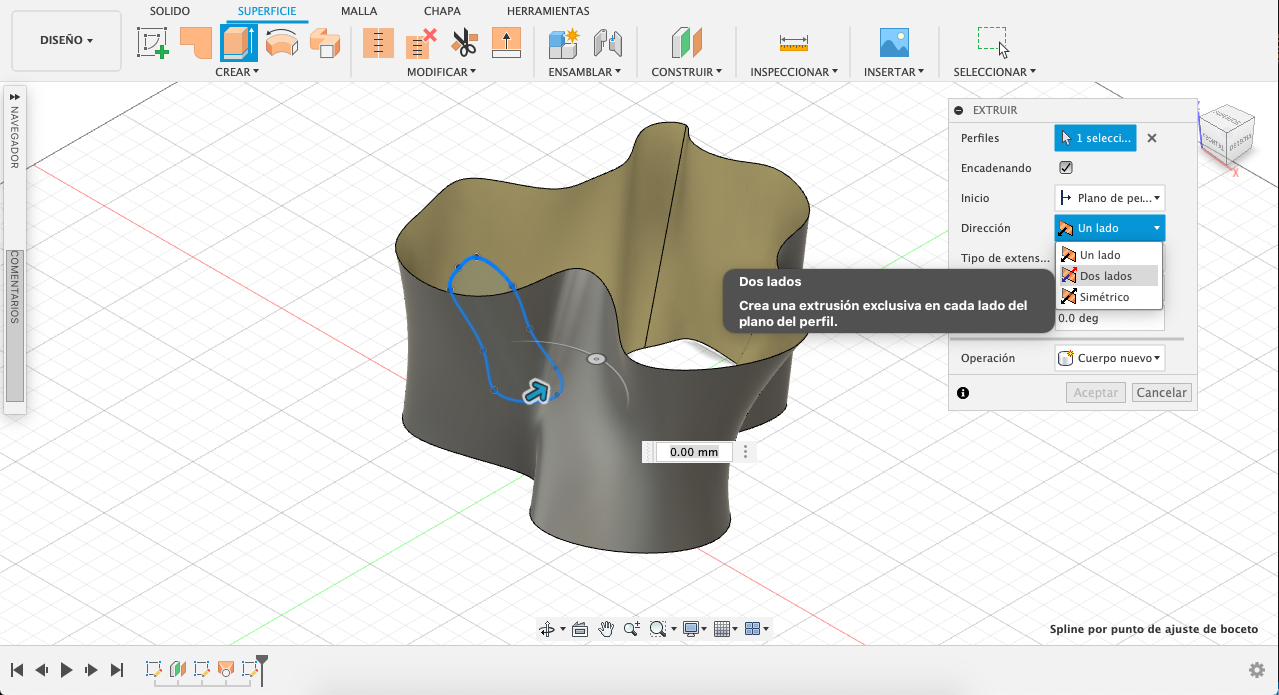 SOLIDO
SUPERFICIE
MALLA
CHAPA
HERRAMIENTAS
DISEÑO
CREAR
MODIFICAR
ENSAMBLAR
CONSTRUIR
INSPECCIONAR
INSERTAR
SELECCIONAR
NAVEGADOR
COMENTARIOS
EXTRUIR
Perfiles
1 selecci...
Encadenando
Inicio
Plano de per...
Dirección
Un lado
Un lado
Tipo de extens...
Dos lados
Simétrico
0.0 deg
Dos lados
Crea una extrusión exclusiva en cada lado del
plano del perfil.
Operación
Cuerpo nuevo
Aceptar
Cancelar
SUPERIOR
FRONTAL
DERECHA
X
0.00 mm
Spline por punto de ajuste de boceto